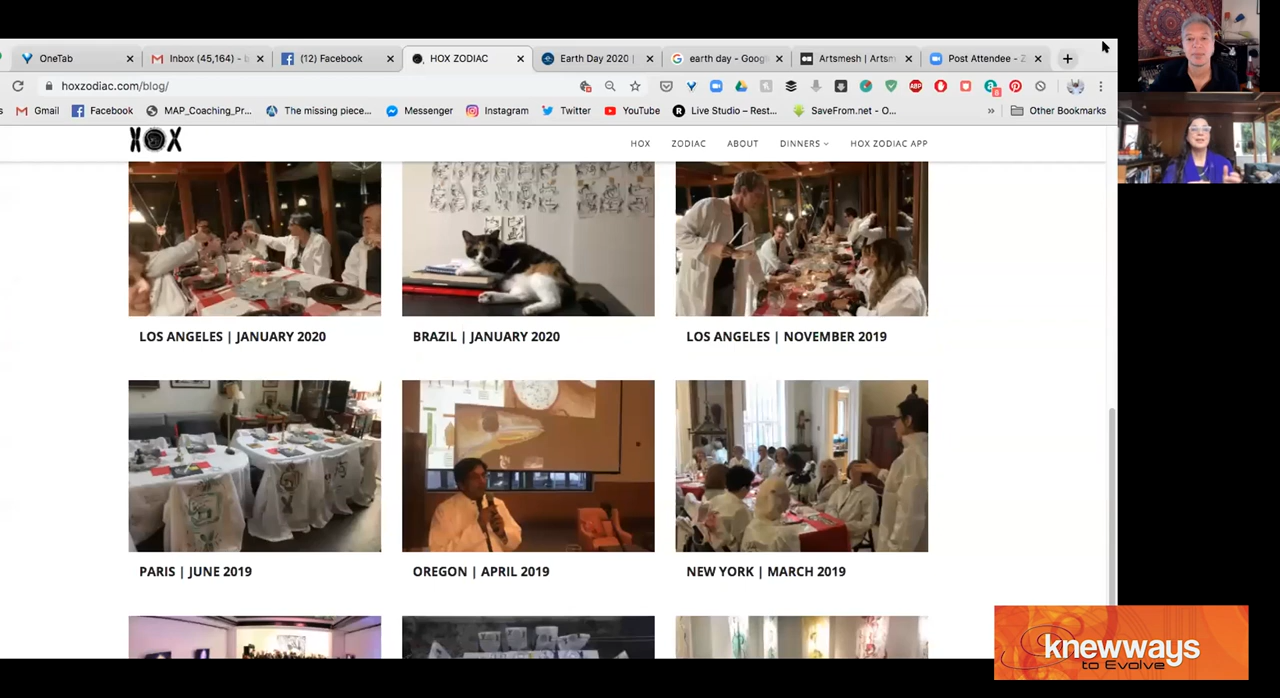 OneTab
Inbox (45,164) - b
(12) Facebook
HOX ZODIAC
Earth Day 2020 |
earth day - Goog
Artsmesh | Artsm
Post Attendee - Z
hoxzodiac.com/blog/
Gmail
Facebook
MAP_Coaching_Pr...
The missing piece...
Messenger
Instagram
Twitter
YouTube
Live Studio – Rest...
SaveFrom.net - O...
»
Other Bookmarks
HOX
HOX
ZODIAC
ABOUT
DINNERS
HOX ZODIAC APP
LOS ANGELES | JANUARY 2020
BRAZIL | JANUARY 2020
LOS ANGELES | NOVEMBER 2019
PARIS | JUNE 2019
OREGON | APRIL 2019
NEW YORK | MARCH 2019
knewways
to Evolve